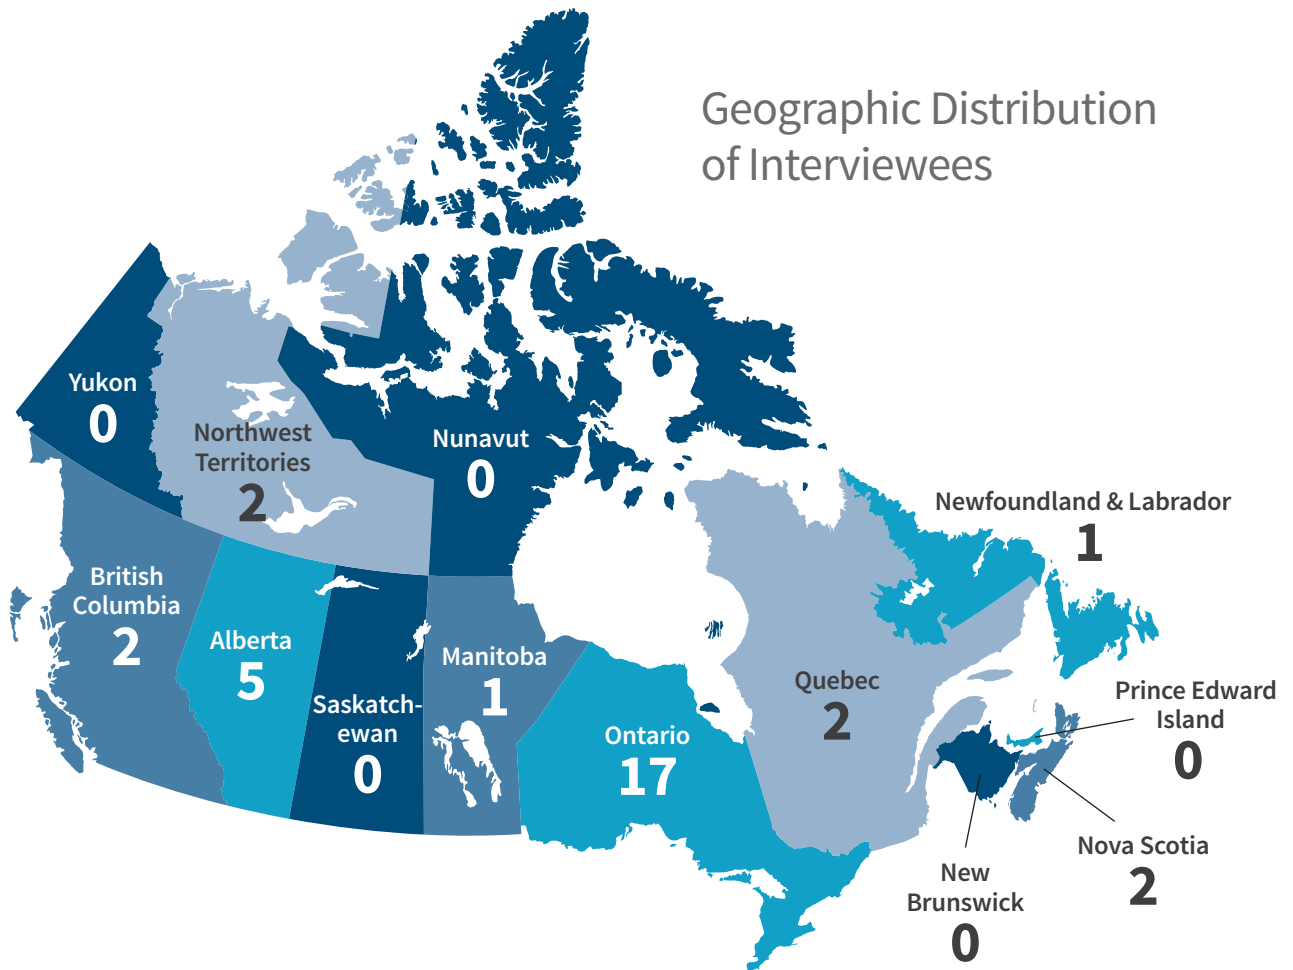 Geographic Distribution
of Interviewees
Yukon
0
Northwest
Territories
2
Nunavut
0
Newfoundland & Labrador
1
British
Columbia
2
Alberta
5
Saskatch-
ewan
0
Manitoba
1
Ontario
17
Quebec
2
Prince Edward
Island
0
Nova Scotia
2
New
Brunswick
0